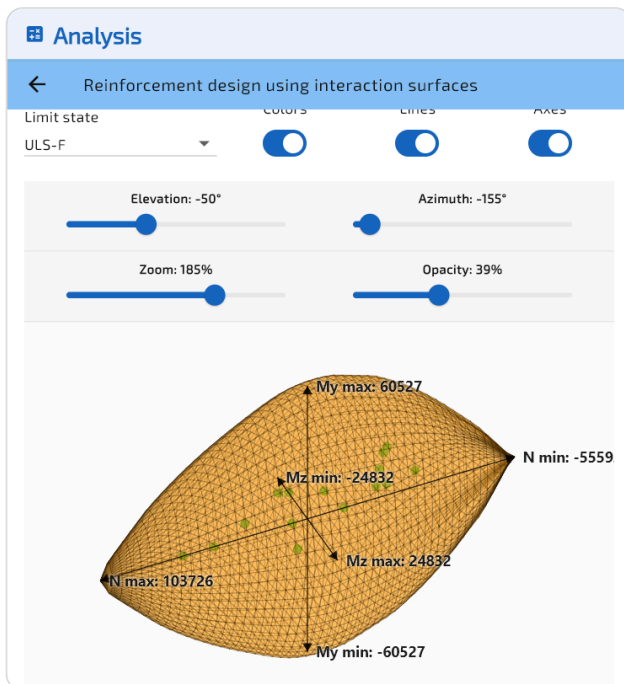 Analysis
Reinforcement design using interaction surfaces
Limit state
Colors
Lines
Axes
ULS-F
Elevation: -50°
Azimuth: -155°
Zoom: 185%
Opacity: 39%
My max: 60527
N min: -5559
Mz min: -24832
Mz max: 24832
N max: 103726
My min: -60527